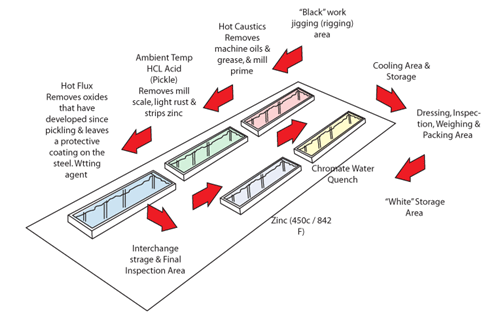 "Black" work
jigging (rigging)
area
Hot Caustics
Removes
machine oils &
grease, & mill
prime
Ambient Temp
HCL Acid
(Pickle)
Removes mill
scale, light rust &
strips zinc
Hot Flux
Removes oxides that have
developed since
pickling & leaves
a protective
coating on the
steel. Wtting
agent
Cooling Area &
Storage
Dressing, Inspec-
tion, Weighing &
Packing Area
Chromate Water
Quench
"White" Storage
Area
Zinc (450c / 842
F)
Interchange
strage & Final
Inspection Area